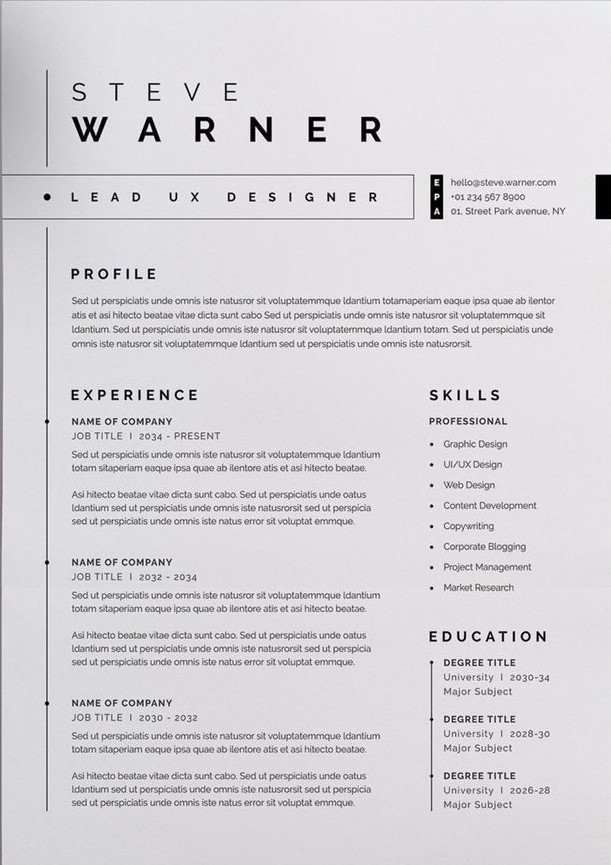 STEVE
WARNER
LEAD UX DESIGNER
E hello@steve.warner.com
P +01 234 567 8900
A 01, Street Park avenue, NY
PROFILE
Sed ut perspiciatis unde omnis iste natusror sit voluptatemmque ldantium totamaperiam eaque ipsa quae ab ilentor
atis et asi hitecto beatae vitae dicta sunt cabo Sed ut perspiciatis unde omnis iste natusror sit voluptatemmque sit
ldantium. Sed ut perspiciatis unde omnis iste natusror sit voluptatemmque ldantium totam. Sed ut perspiciatis unde
omnis iste natusror sit voluptatemmque ldantium sed ut perspiciatis unde omnis iste natusrorsit.
EXPERIENCE
NAME OF COMPANY
JOB TITLE I 2034 - PRESENT
Sed ut perspiciatis unde omnis iste natusrorsit sit voluptatemmque ldantium
totam sitaperiam eaque ipsa quae ab ilentore atis et asi hitecto beatae.
Asi hitecto beatae vitae dicta sunt cabo. Sed ut perspiciatis unde oatus
ldantium sed ut perspiciatis unde omnis iste natusrorsit sed ut perspicia
sed ut perspiciatis unde omnis iste natus error sit voluptat emmque.
NAME OF COMPANY
JOB TITLE I 2032 - 2034
Sed ut perspiciatis unde omnis iste natusrorsit sit voluptatemmque ldantium
totam sitaperiam eaque ipsa quae ab ilentore atis et asi hitecto beatae.
Asi hitecto beatae vitae dicta sunt cabo. Sed ut perspiciatis unde oatus
ldantium sed ut perspiciatis unde omnis iste natusrorsit sed ut perspicia
sed ut perspiciatis unde omnis iste natus error sit voluptat emmque.
NAME OF COMPANY
JOB TITLE I 2030 - 2032
Sed ut perspiciatis unde omnis iste natusrorsit sit voluptatemmque ldantium
totam sitaperiam eaque ipsa quae ab ilentore atis et asi hitecto beatae.
Asi hitecto beatae vitae dicta sunt cabo. Sed ut perspiciatis unde oatus
ldantium sed ut perspiciatis unde omnis iste natusrorsit sed ut perspicia
sed ut perspiciatis unde omnis iste natus error sit voluptat emmque.
SKILLS
PROFESSIONAL
• Graphic Design
• UI/UX Design
• Web Design
• Content Development
• Copywriting
• Corporate Blogging
• Project Management
• Market Research
EDUCATION
DEGREE TITLE
University I 2030-34
Major Subject
DEGREE TITLE
University I 2028-30
Major Subject
DEGREE TITLE
University I 2026-28
Major Subject